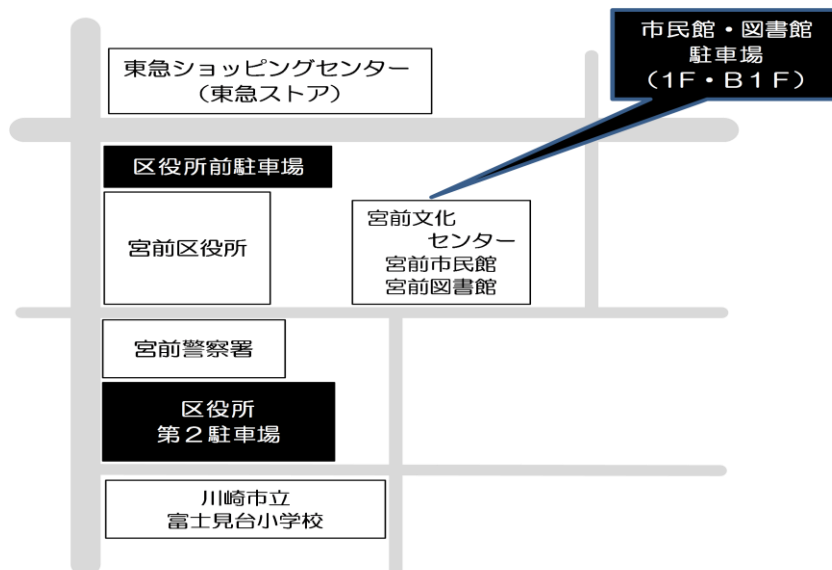 市民館・図書館
駐車場
（1F・B1F）
東急ショッピングセンター
（東急ストア）
区役所前駐車場
宮前区役所
宮前文化
センター
宮前市民館
宮前図書館
宮前警察署
区役所
第２駐車場
川崎市立
富士見台小学校